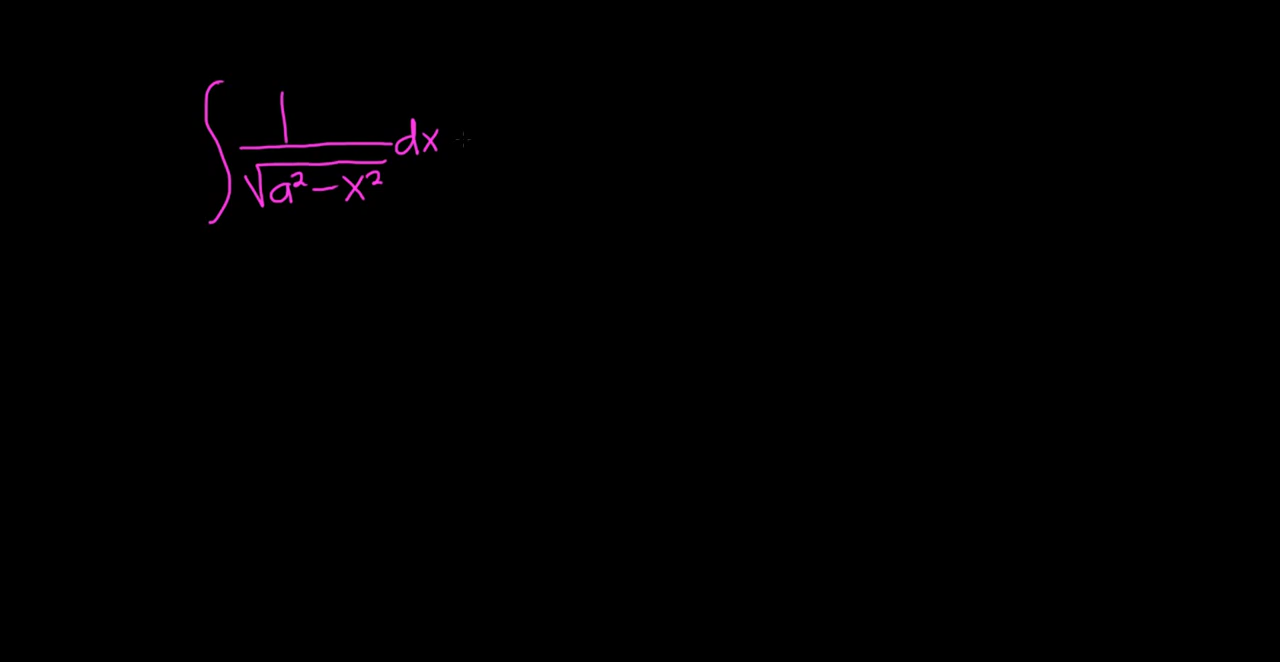 ∫ 1/√(a²-x²) dx